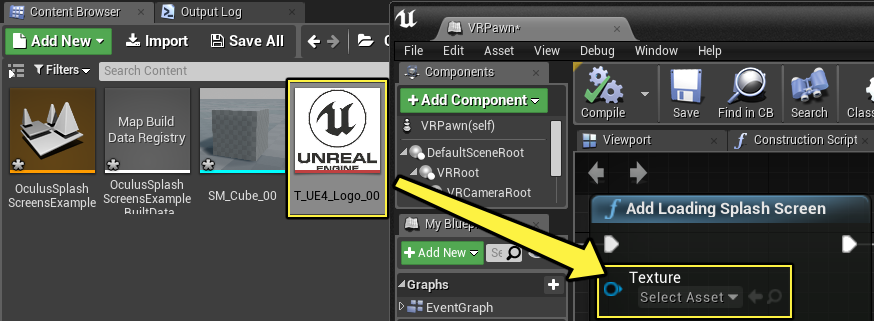 Content Browser
Output Log
Add New
Import
Save All
Filters
Search Content
OculusSplash
ScreensExample
Map Build
Data Registry
OculusSplash
ScreensExample
BuiltData
SM_Cube_00
UNREAL
ENGINE
T_UE4_Logo_00
VRPawn*
File
Edit
Asset
View
Debug
Window
Help
Components
+ Add Component
VRPawn(self)
DefaultSceneRoot
VRRoot
VRCameraRoot
My Bluep
+ Add New
Graphs
EventGraph
Compile
Save
Find in CB
Search
Class
Viewport
Construction Script
f Add Loading Splash Screen
Texture
Select Asset